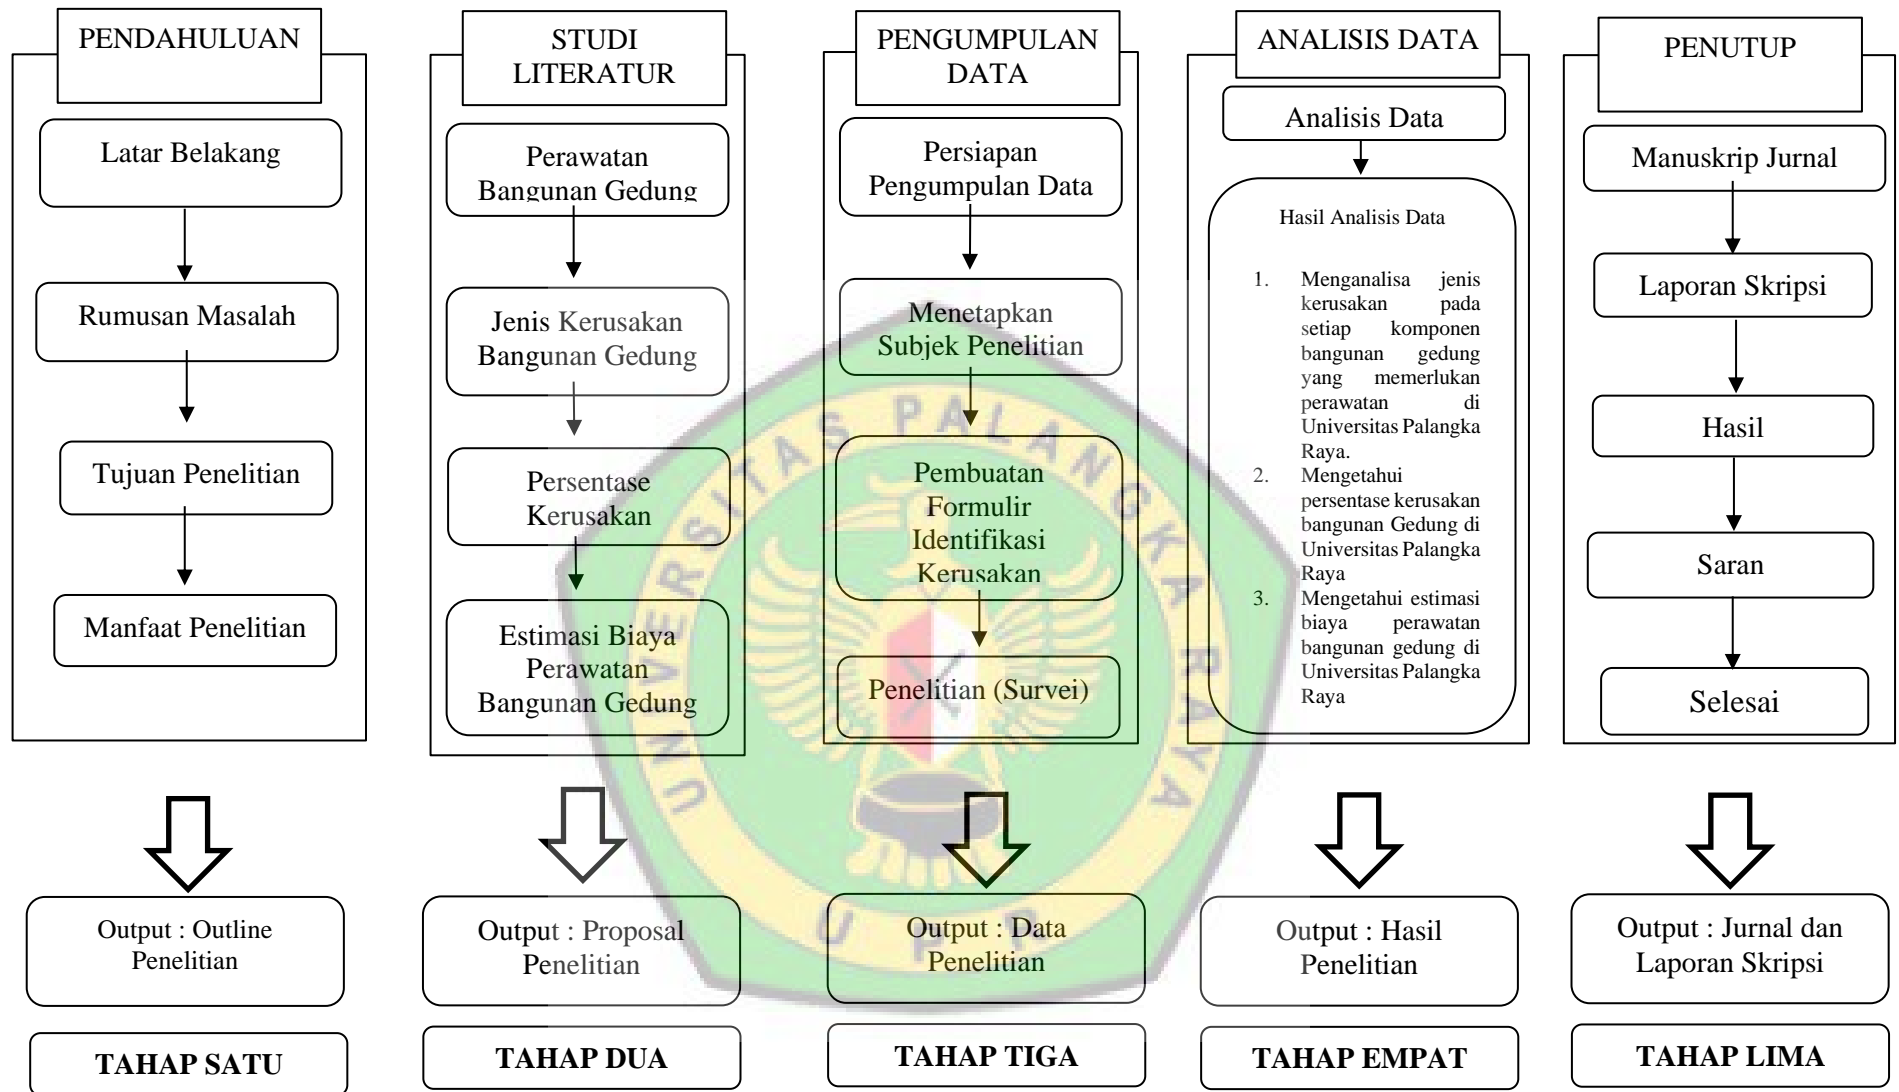 PENDAHULUAN
Latar Belakang
Rumusan Masalah
Tujuan Penelitian
Manfaat Penelitian
Output : Outline
Penelitian
TAHAP SATU
STUDI
LITERATUR
Perawatan
Bangunan Gedung
Jenis Kerusakan
Bangunan Gedung
Persentase
Kerusakan
Estimasi Biaya
Perawatan
Bangunan Gedung
Output : Proposal
Penelitian
TAHAP DUA
PENGUMPULAN
DATA
Persiapan
Pengumpulan Data
Menetapkan
Subjek Penelitian
Pembuatan
Formulir
Identifikasi
Kerusakan
Penelitian (Survei)
Output : Data
Penelitian
TAHAP TIGA
ANALISIS DATA
Analisis Data
Hasil Analisis Data
1. Menganalisa jenis
kerusakan pada
setiap komponen
bangunan gedung
yang memerlukan
perawatan di
Universitas Palangka
Raya.
2. Mengetahui
persentase kerusakan
bangunan Gedung di
Universitas Palangka
Raya
3. Mengetahui estimasi
biaya perawatan
bangunan gedung di
Universitas Palangka
Raya
Output : Hasil
Penelitian
TAHAP EMPAT
PENUTUP
Manuskrip Jurnal
Laporan Skripsi
Hasil
Saran
Selesai
Output : Jurnal dan
Laporan Skripsi
TAHAP LIMA
UNIVERSITAS PALANGKA RAYA
U P R